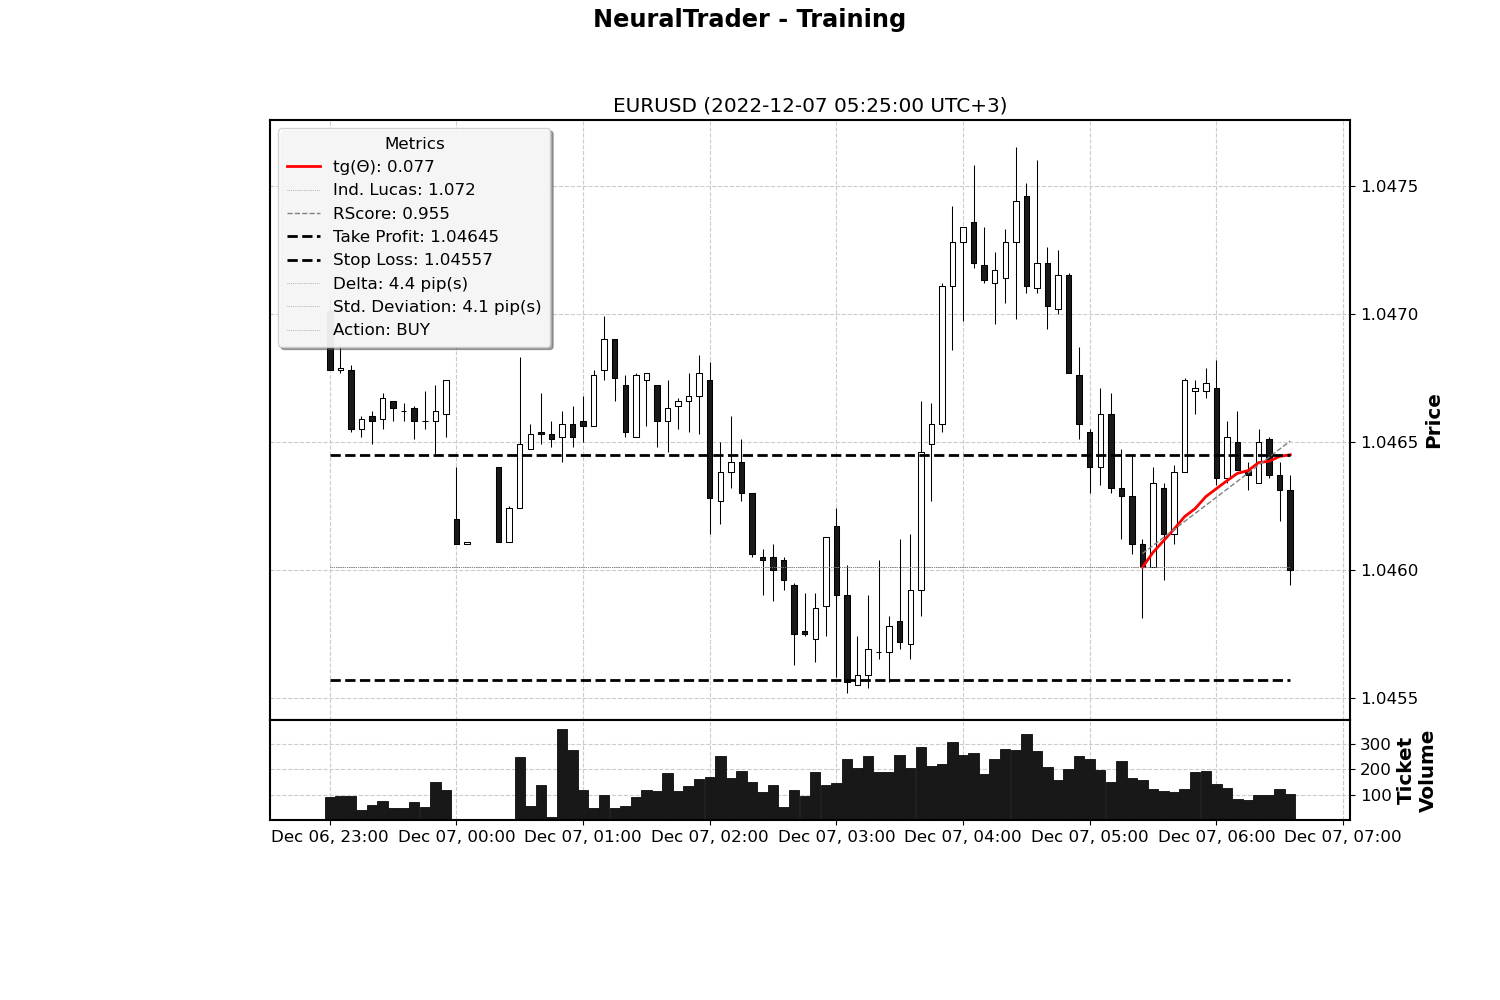 NeuralTrader - Training
EURUSD (2022-12-07 05:25:00 UTC+3)
Metrics
tg(Θ): 0.077
Ind. Lucas: 1.072
RScore: 0.955
Take Profit: 1.04645
Stop Loss: 1.04557
Delta: 4.4 pip(s)
Std. Deviation: 4.1 pip(s)
Action: BUY
1.0475
1.0470
1.0465
1.0460
1.0455
Price
300
200
100
Ticket
Volume
Dec 06, 23:00 Dec 07, 00:00 Dec 07, 01:00 Dec 07, 02:00 Dec 07, 03:00 Dec 07, 04:00 Dec 07, 05:00 Dec 07, 06:00 Dec 07, 07:00